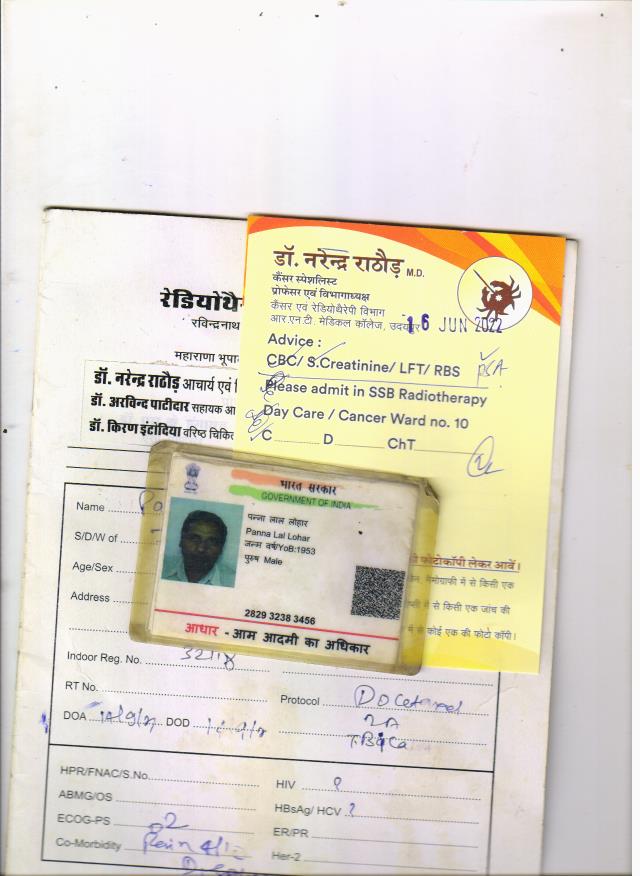 डॉ. नरेन्द्र राठौड़ M.D.
कैंसर स्पेशलिस्ट
प्रोफेसर एवं विभागाध्यक्ष
कैंसर एवं रेडियोथैरेपी विभाग
आर.एन.टी. मेडिकल कॉलेज, उदयपुर
16 JUN 2022
Advice :
CBC/ S.Creatinine/ LFT/ RBS PSA
Please admit in SSB Radiotherapy
Day Care / Cancer Ward no. 10
C D ChT
फोटोकॉपी लेकर आवें।
मेमोग्राफी में से किसी एक
में से किसी एक जांच की
में से कोई एक की फोटो कॉपी।
रेडियोथै
रविन्द्रनाथ
महाराणा भूपा
डॉ. नरेन्द्र राठौड़ आचार्य एवं
डॉ. अरविन्द पाटीदार सहायक आ
डॉ. किरण इंटोदिया वरिष्ठ चिकि
भारत सरकार
GOVERNMENT OF INDIA
पन्ना लाल लोहार
Panna Lal Lohar
जन्म वर्ष/YoB:1953
पुरुष Male
2829 3238 3456
आधार - आम आदमी का अधिकार
Name
S/D/W of
Age/Sex
Address
Indoor Reg. No.
RT No.
Protocol Docetaxel
DOA DOD
HPR/FNAC/S.No.
HIV
ABMG/OS
HBsAg/ HCV
ECOG-PS 2
ER/PR
Co-Morbidity
Her-2